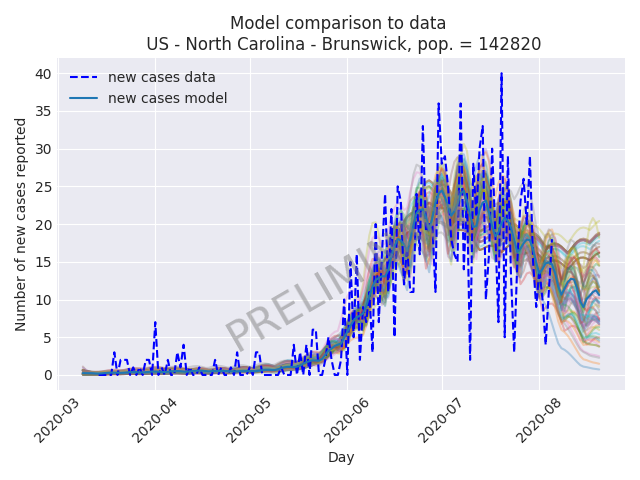 Model comparison to data
US - North Carolina - Brunswick, pop. = 142820
new cases data
new cases model
Number of new cases reported
40
35
30
25
20
15
10
5
0
2020-03
2020-04
2020-05
2020-06
2020-07
2020-08
Day